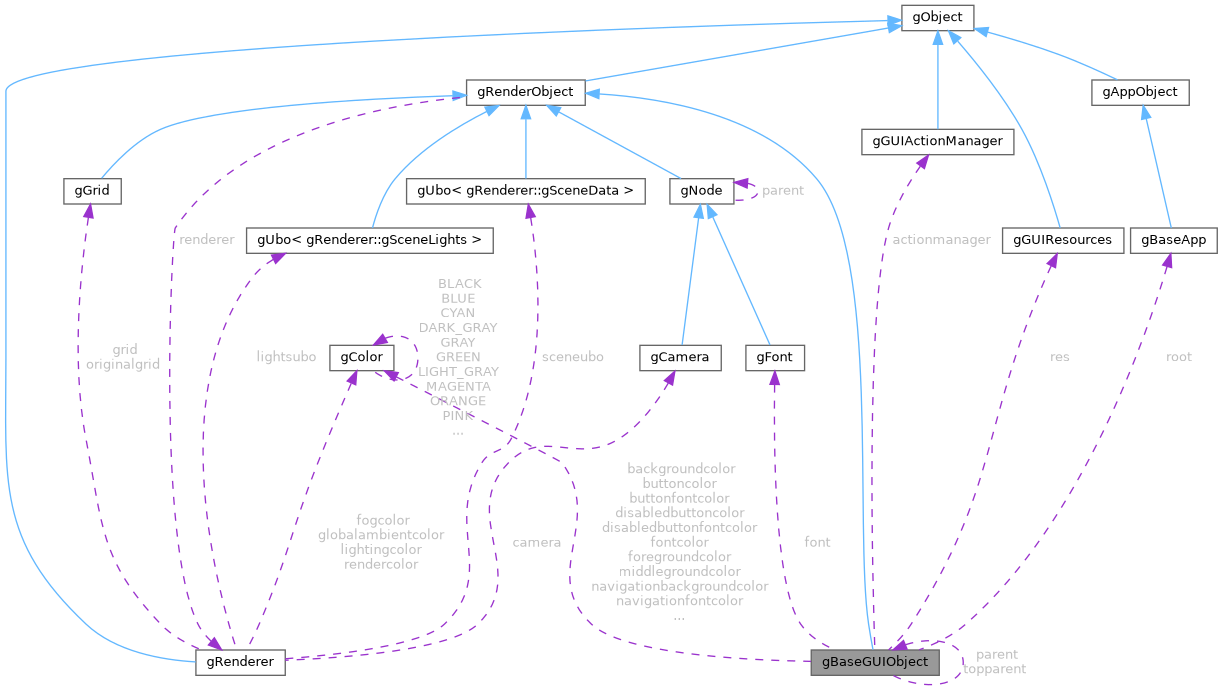 gObject
gRenderObject
gAppObject
gGUIActionManager
gGrid
gUbo< gRenderer::gSceneData >
gNode
parent
renderer
gUbo< gRenderer::gSceneLights >
actionmanager
gGUIResources
gBaseApp
BLACK
BLUE
CYAN
DARK_GRAY
GRAY
GREEN
LIGHT_GRAY
MAGENTA
ORANGE
PINK
...
grid
originalgrid
lightsubo
gColor
sceneubo
gCamera
gFont
res
root
backgroundcolor
buttoncolor
buttonfontcolor
disabledbuttoncolor
disabledbuttonfontcolor
fontcolor
foregroundcolor
middlegroundcolor
navigationbackgroundcolor
navigationfontcolor
...
fogcolor
globalambientcolor
lightingcolor
rendercolor
camera
font
gRenderer
gBaseGUIObject
parent
topparent